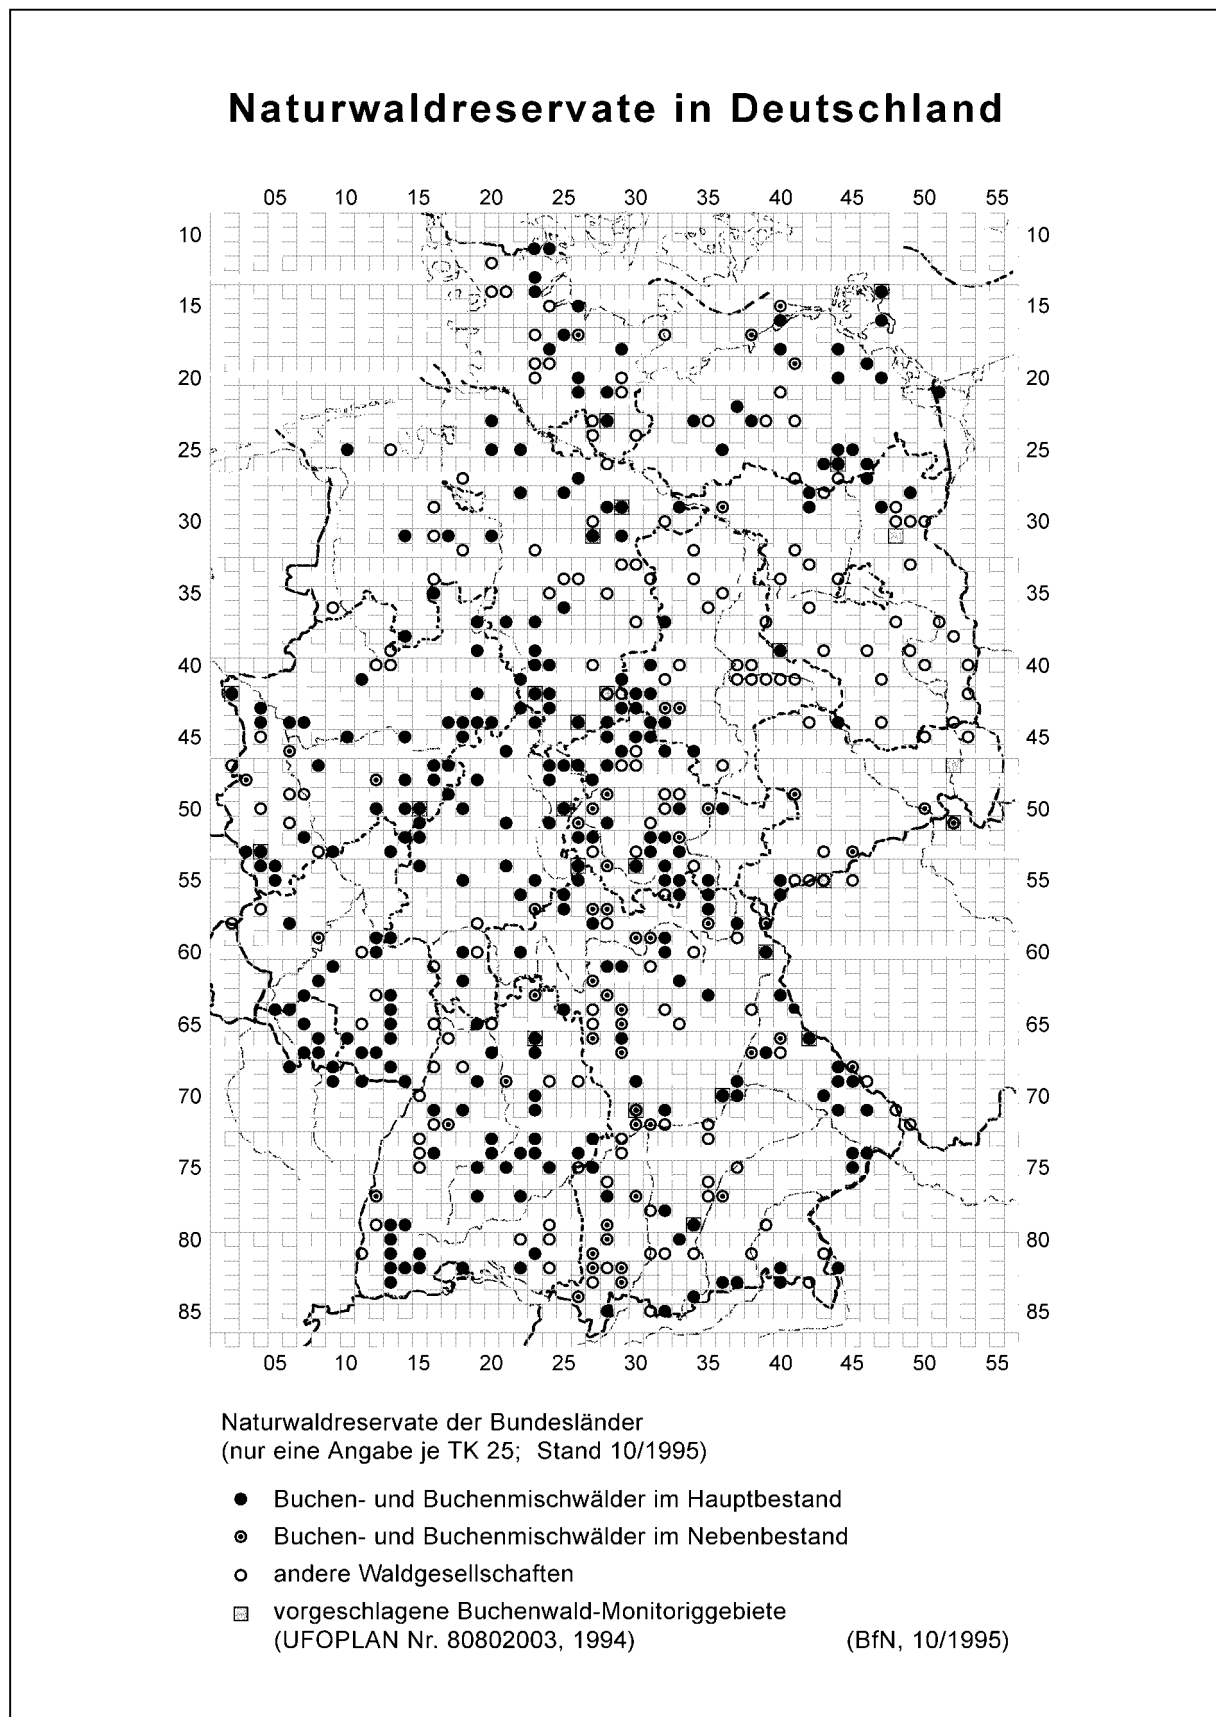 Naturwaldreservate in Deutschland
05 10 15 20 25 30 35 40 45 50 55
10 10
15 15
20 20
25 25
30 30
35 35
40 40
45 45
50 50
55 55
60 60
65 65
70 70
75 75
80 80
85 85
05 10 15 20 25 30 35 40 45 50 55
Naturwaldreservate der Bundesländer
(nur eine Angabe je TK 25; Stand 10/1995)
Buchen- und Buchenmischwälder im Hauptbestand
Buchen- und Buchenmischwälder im Nebenbestand
andere Waldgesellschaften
vorgeschlagene Buchenwald-Monitoriggebiete
(UFOPLAN Nr. 80802003, 1994) (BfN, 10/1995)